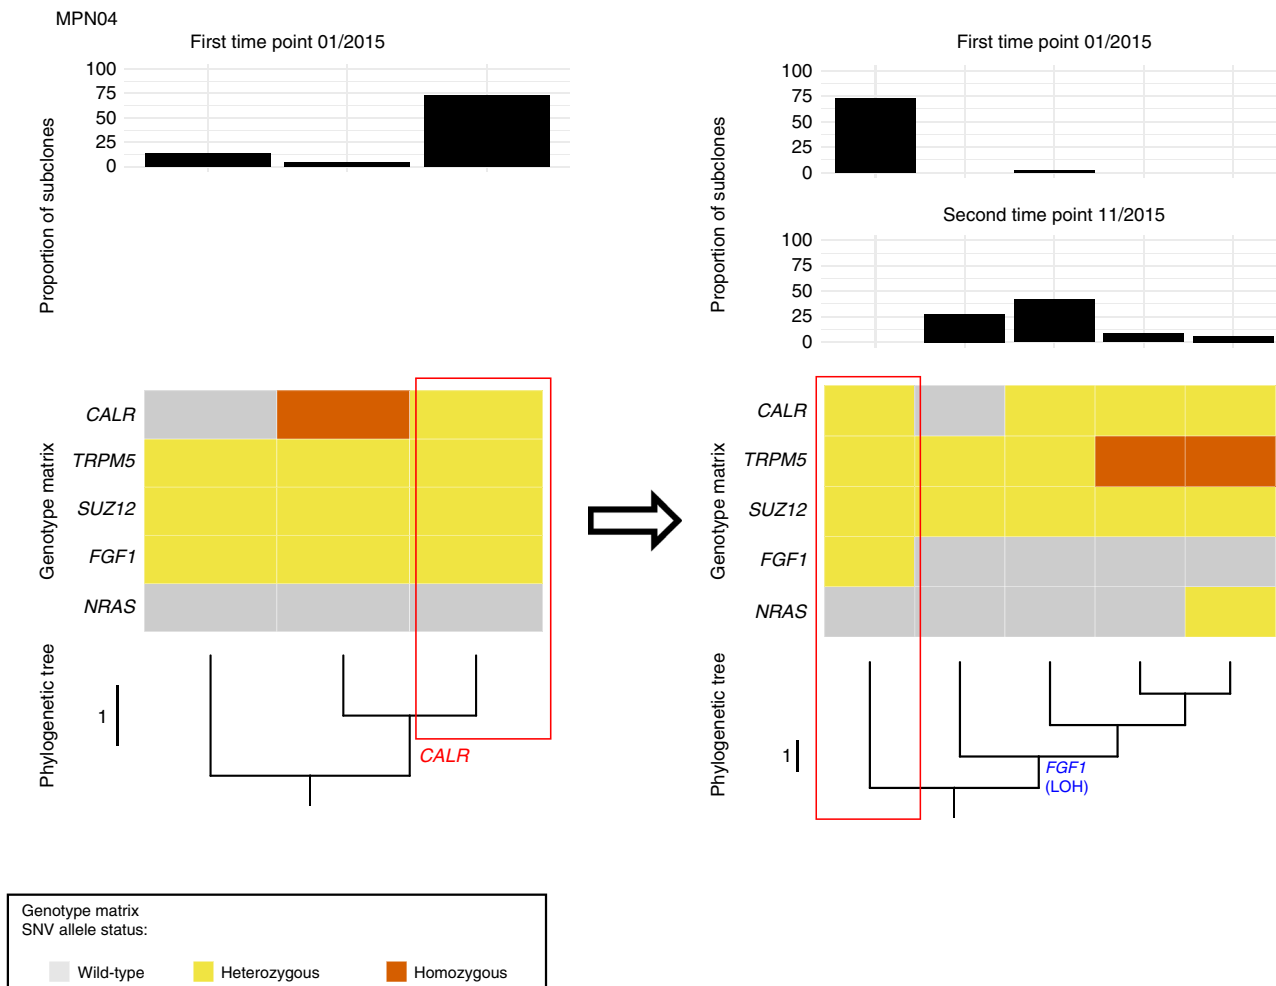 MPN04
First time point 01/2015
100
75
50
25
0
Proportion of subclones
CALR
TRPM5
SUZ12
FGF1
NRAS
Genotype matrix
Phylogenetic tree
1
CALR
First time point 01/2015
100
75
50
25
0
Second time point 11/2015
100
75
50
25
0
Proportion of subclones
CALR
TRPM5
SUZ12
FGF1
NRAS
Genotype matrix
Phylogenetic tree
1
FGF1
(LOH)
Genotype matrix
SNV allele status:
Wild-type Heterozygous Homozygous